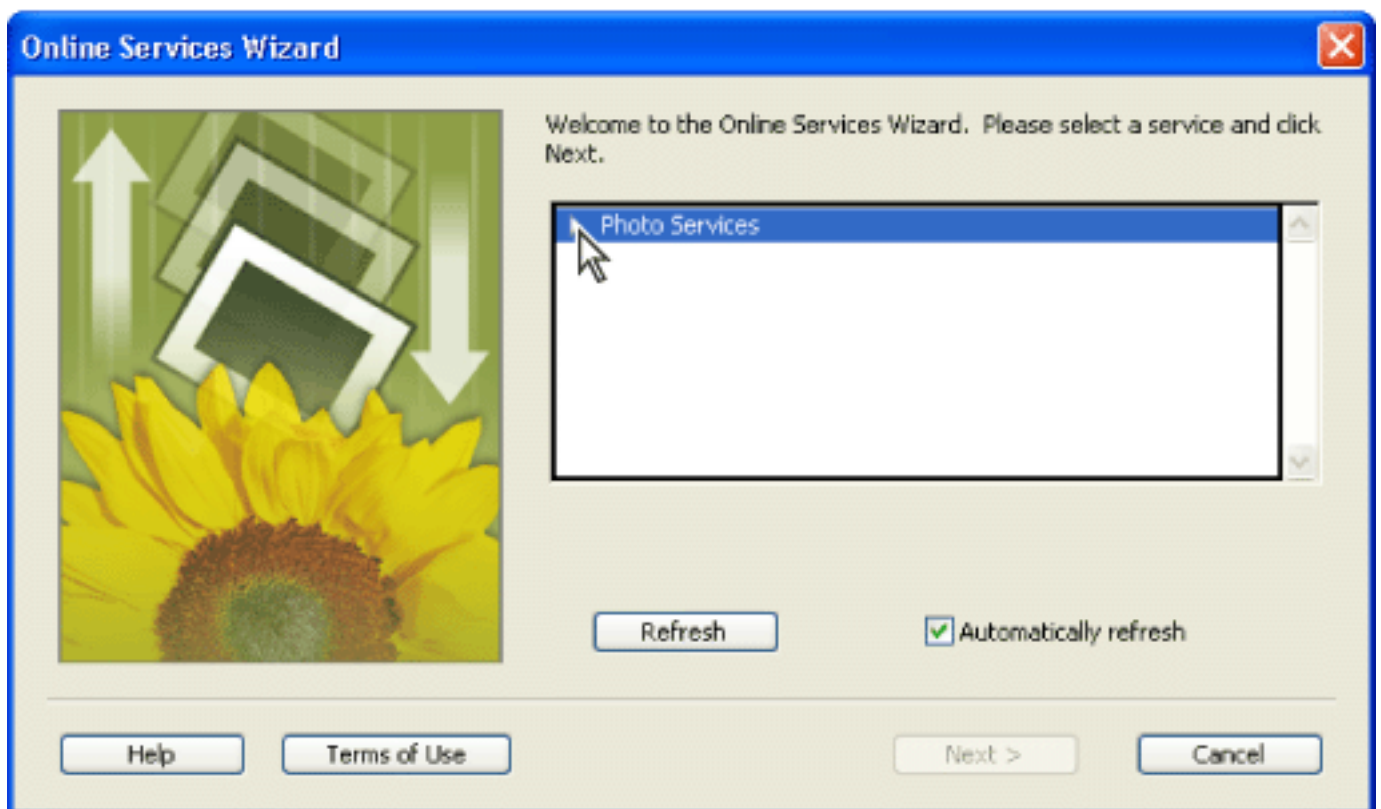 Online Services Wizard
Welcome to the Online Services Wizard. Please select a service and click
Next.
Photo Services
Refresh
Automatically refresh
Help
Terms of Use
Next >
Cancel